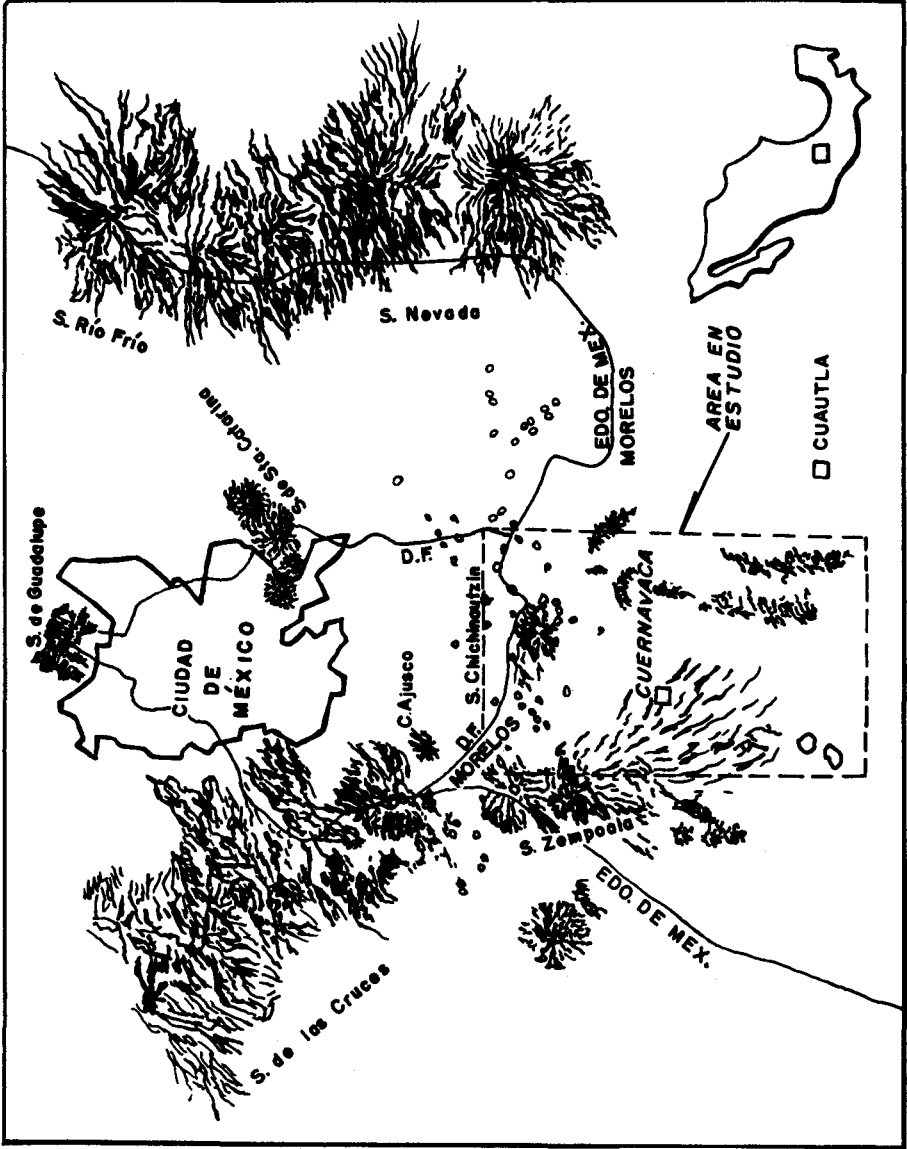 S. Río Frío
S. Nevada
EDO. DE MEX.
MORELOS
AREA EN
ESTUDIO
CUAUTLA
S. de Sta. Catarina
S. de Guadalupe
CIUDAD
DE
MÉXICO
D.F.
C. Ajusco
S. Chichinautzin
D.F.
MORELOS
CUERNAVACA
S. Zempoala
EDO. DE MEX.
S. de las Cruces